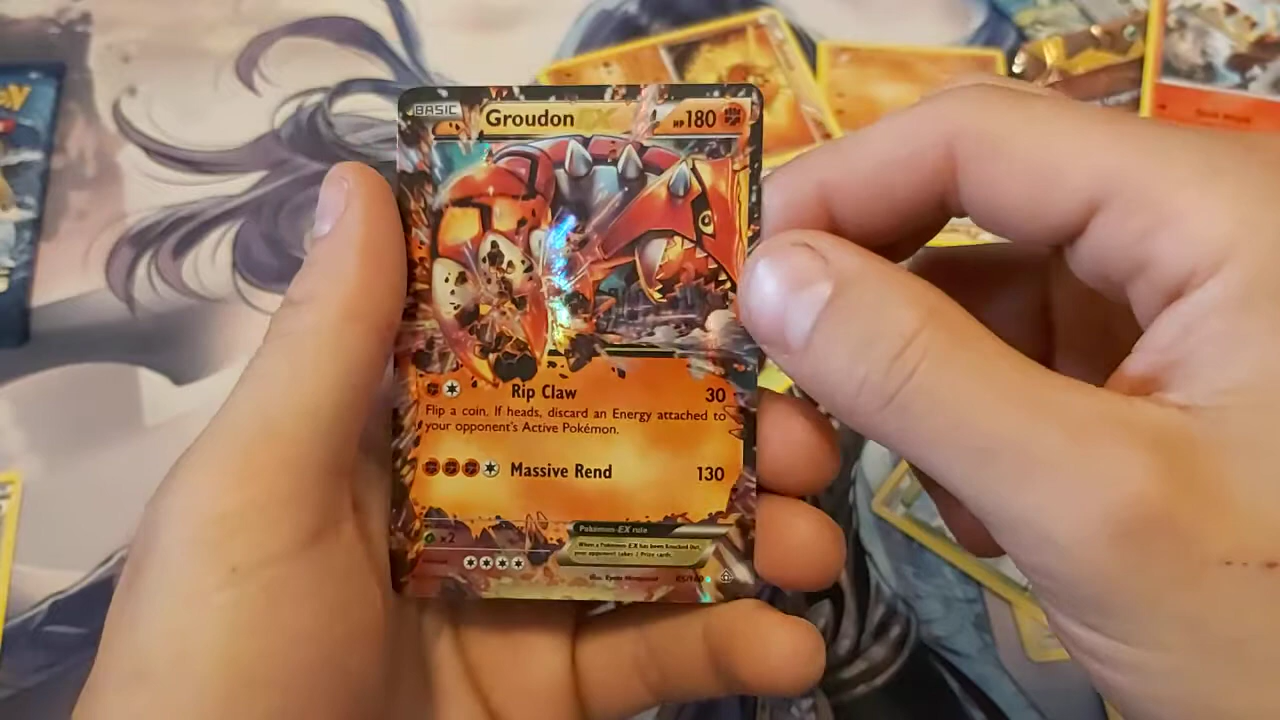 BASIC
Groudon EX
HP180
Rip Claw 30
Flip a coin. If heads, discard an Energy attached to
your opponent's Active Pokémon.
Massive Rend 130
x2
Pokémon-EX rule
When a Pokémon-EX has been Knocked Out,
your opponent takes 2 Prize cards.